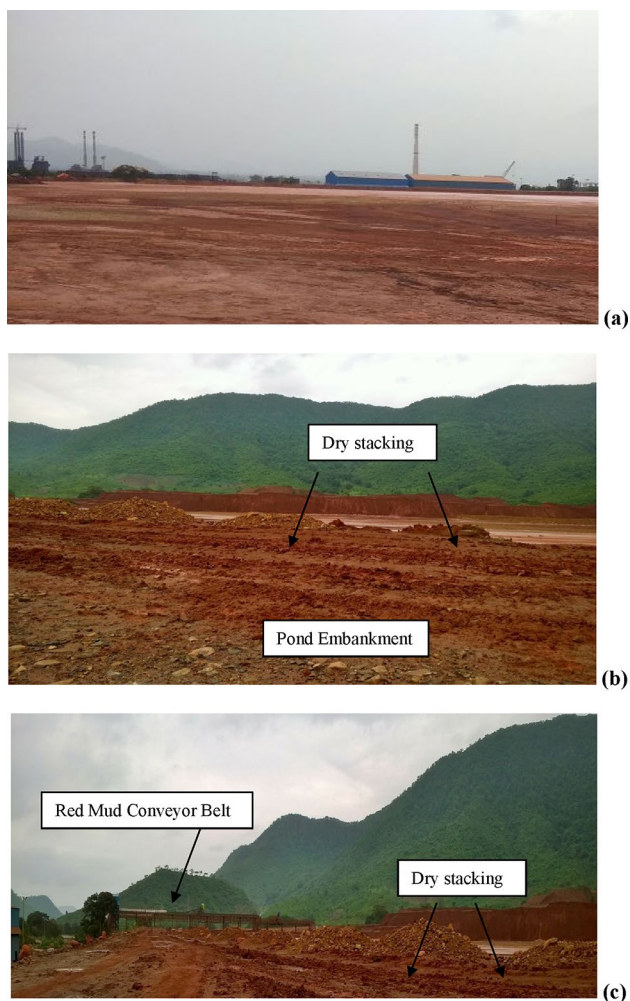 (a)
Dry stacking
Pond Embankment
(b)
Red Mud Conveyor Belt
Dry stacking
(c)